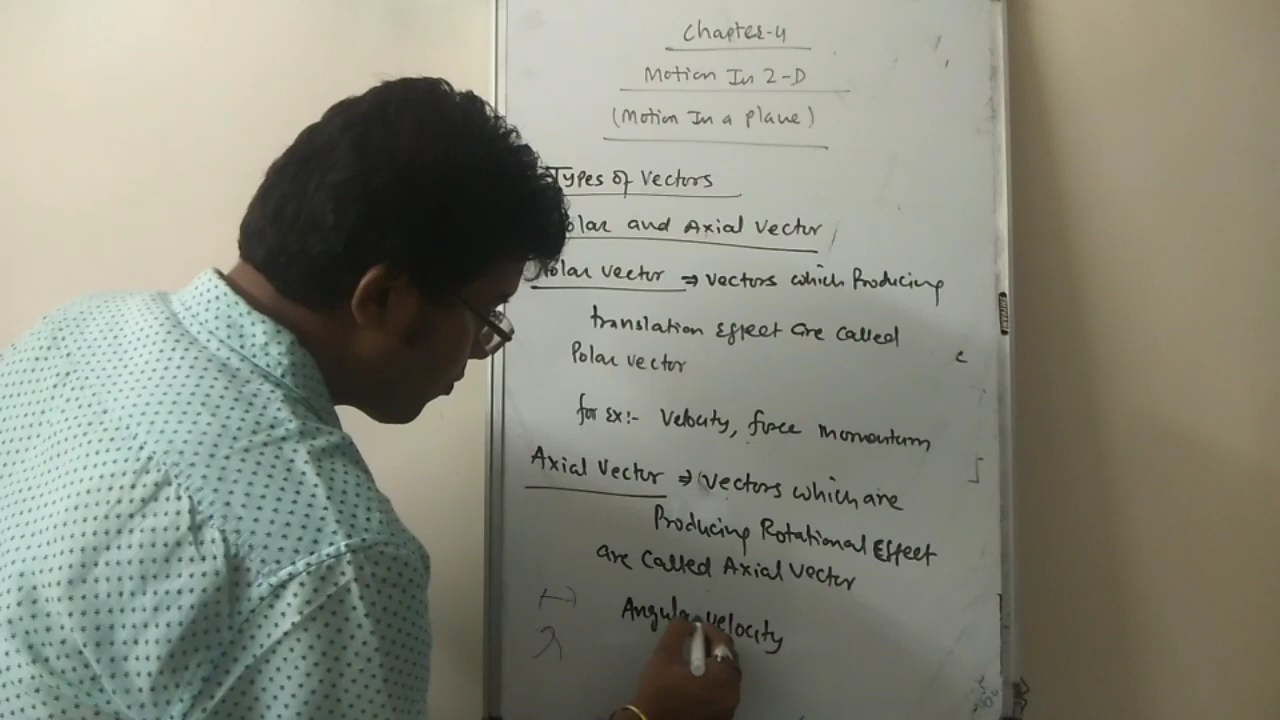 Chapter-4
Motion In 2-D
(Motion In a plane)
Types of Vectors
Polar and Axial Vector
Polar Vector ⇒ Vectors which Producing
translation Effect are called
Polar vector
for Ex:- Velocity, force momentum
Axial Vector ⇒ Vectors which are
Producing Rotational Effect
are Called Axial Vector
Angular velocity